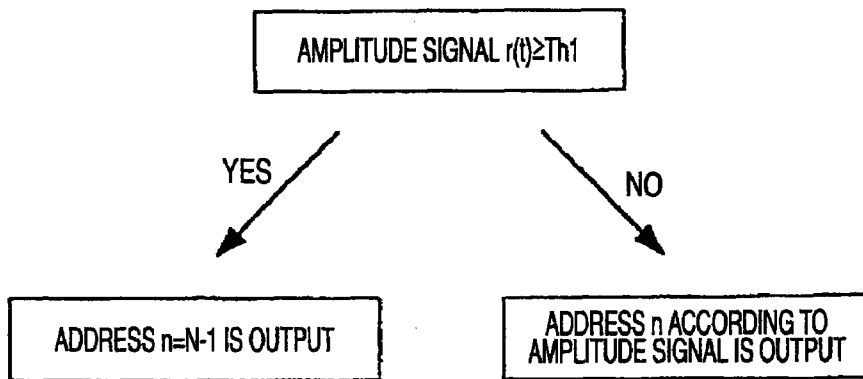 AMPLITUDE SIGNAL r(t)≥Th1
YES
NO
ADDRESS n=N-1 IS OUTPUT
ADDRESS n ACCORDING TO
AMPLITUDE SIGNAL IS OUTPUT